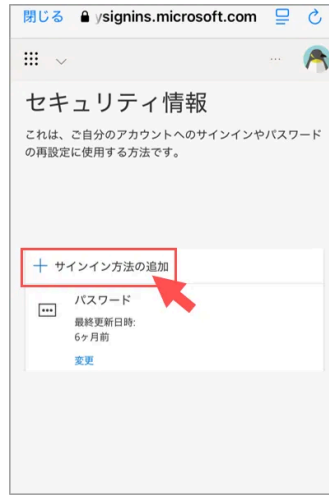 閉じる ysignins.microsoft.com
セキュリティ情報
これは、ご自分のアカウントへのサインインやパスワード
の再設定に使用する方法です。
サインイン方法の追加
パスワード
最終更新日時:
6ヶ月前
変更